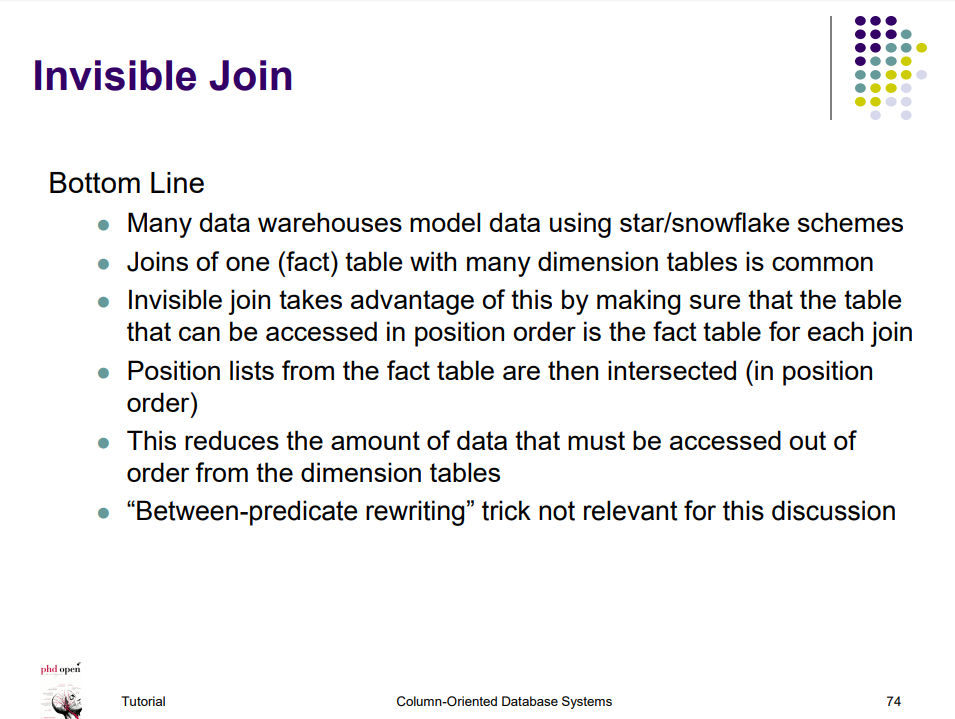 Invisible Join
Bottom Line
Many data warehouses model data using star/snowflake schemes
Joins of one (fact) table with many dimension tables is common
Invisible join takes advantage of this by making sure that the table
that can be accessed in position order is the fact table for each join
Position lists from the fact table are then intersected (in position
order)
This reduces the amount of data that must be accessed out of
order from the dimension tables
“Between-predicate rewriting” trick not relevant for this discussion
phd open
Tutorial
Column-Oriented Database Systems
74